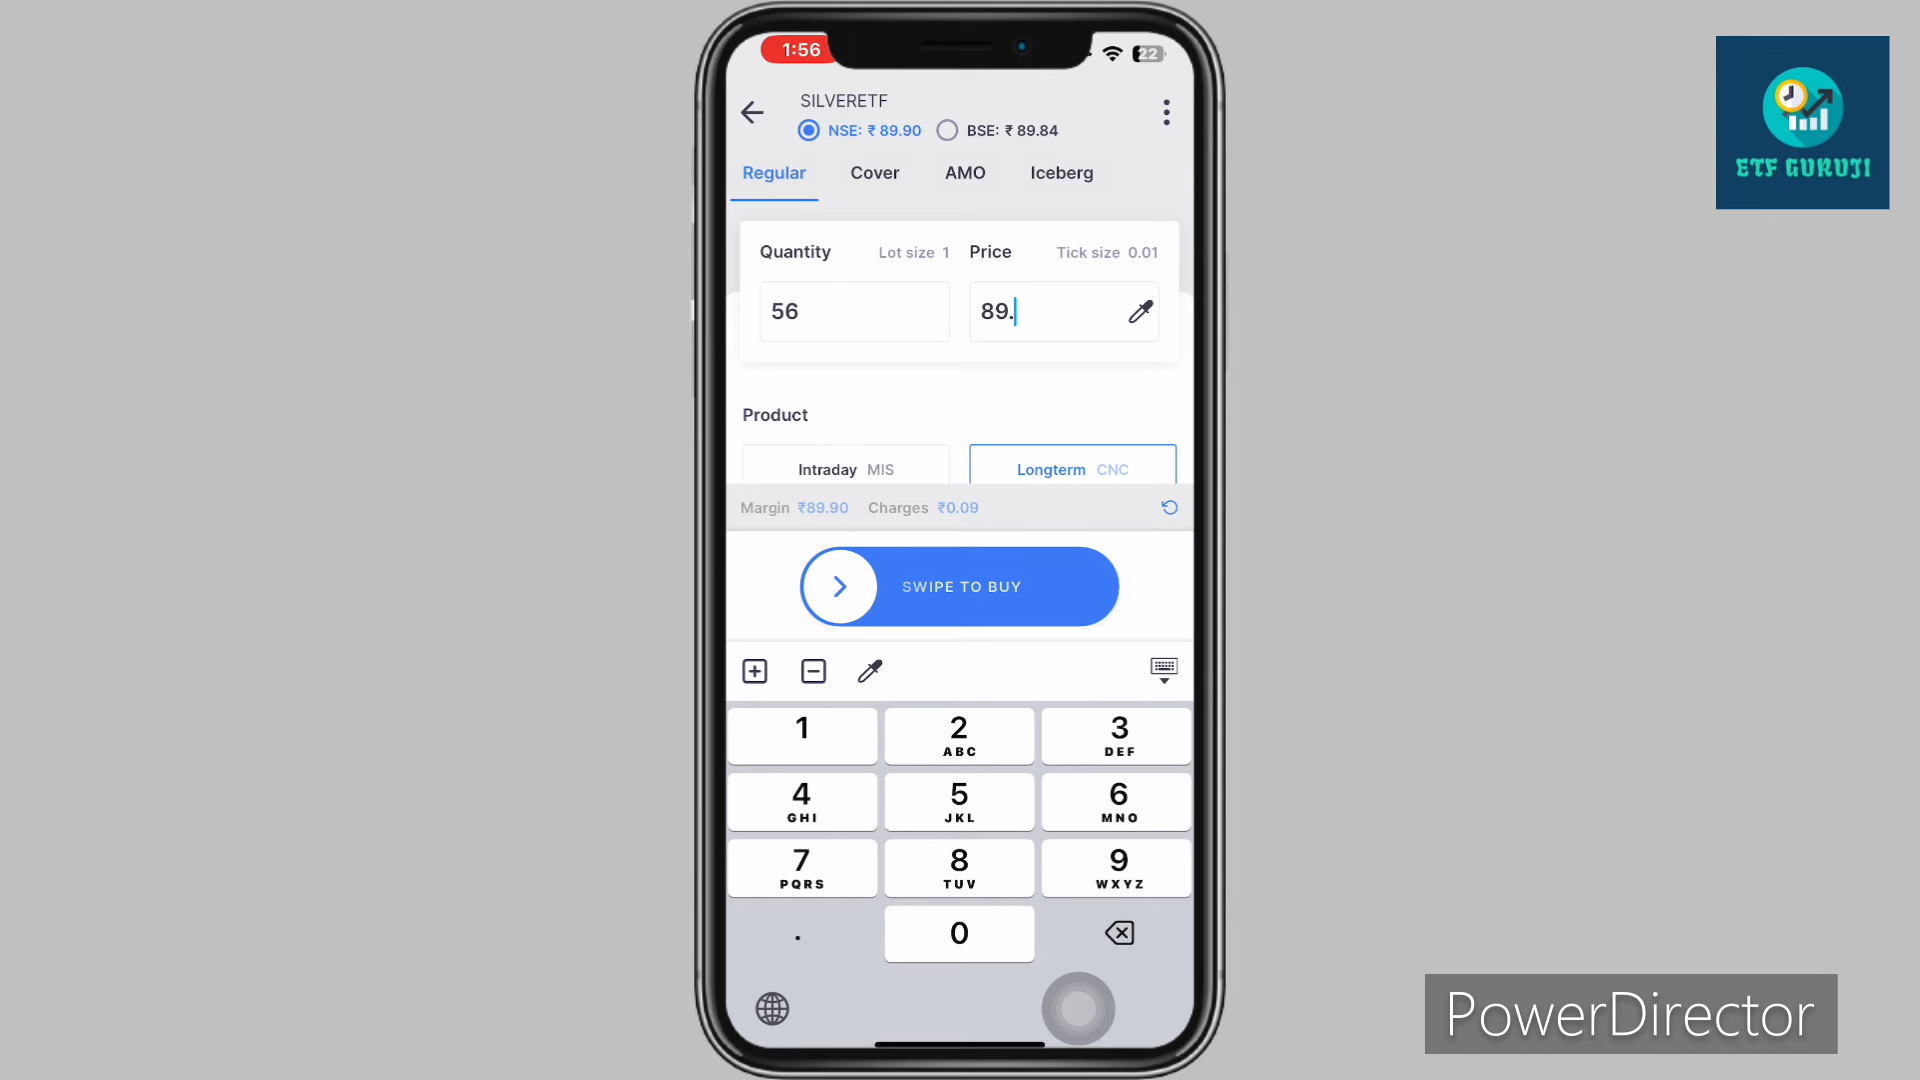 1:56
22
SILVERETF
NSE: ₹ 89.90 BSE: ₹ 89.84
Regular Cover AMO Iceberg
Quantity Lot size 1 Price Tick size 0.01
56 89.
Product
Intraday MIS Longterm CNC
Margin ₹89.90 Charges ₹0.09
SWIPE TO BUY
1 2 3
ABC DEF
4 5 6
GHI JKL MNO
7 8 9
PQRS TUV WXYZ
. 0
ETF GURUJI
PowerDirector